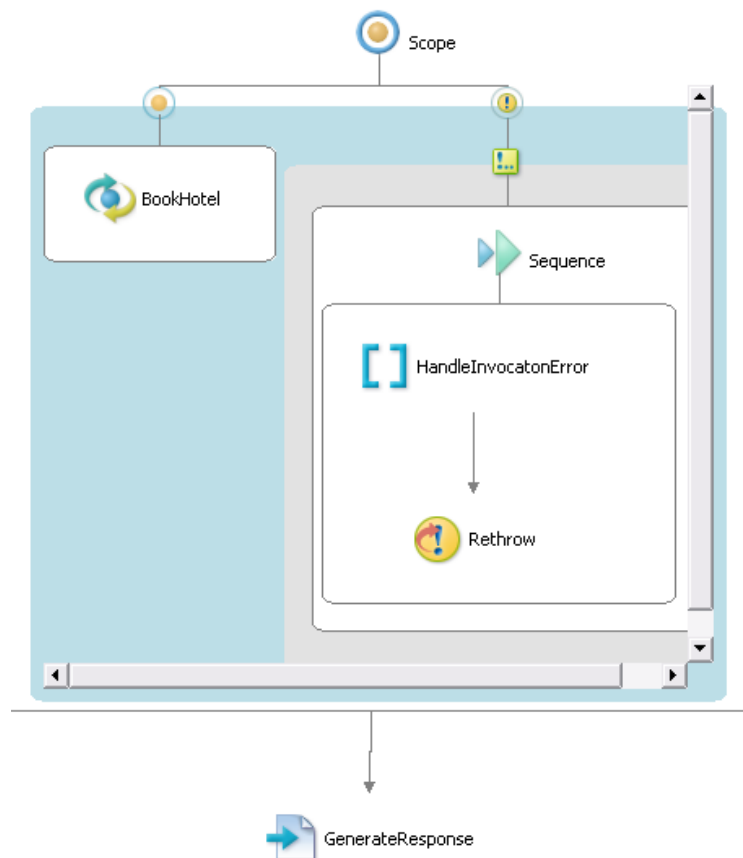 Scope
BookHotel
Sequence
HandleInvocatonError
Rethrow
GenerateResponse